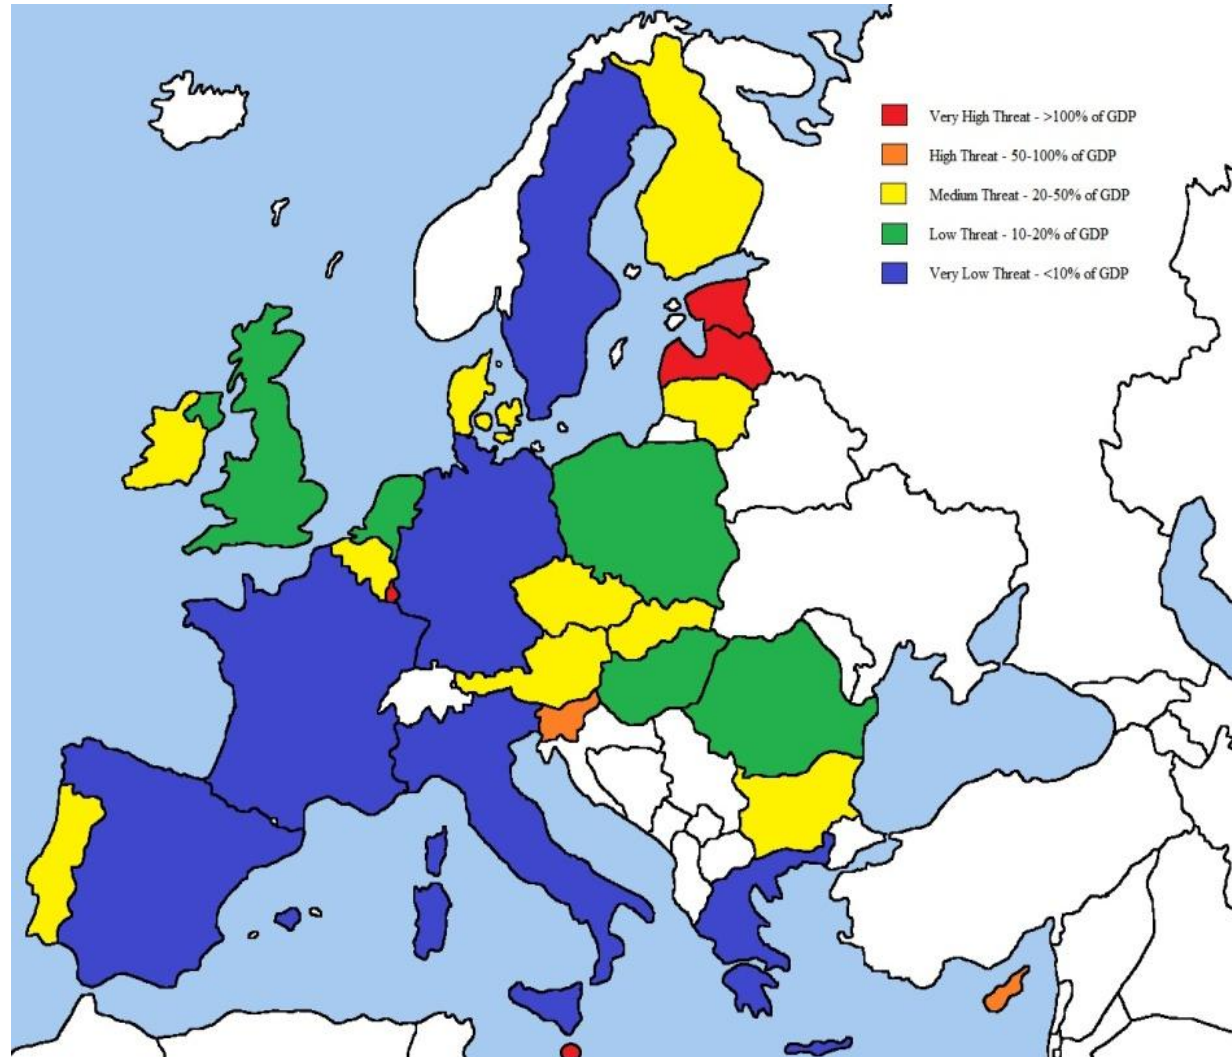 Very High Threat - >100% of GDP
High Threat - 50-100% of GDP
Medium Threat - 20-50% of GDP
Low Threat - 10-20% of GDP
Very Low Threat - <10% of GDP